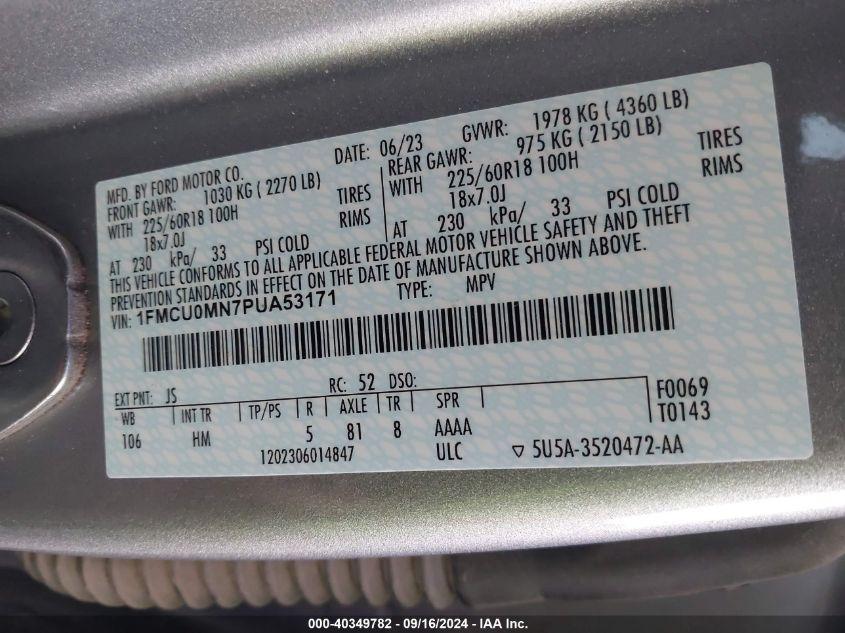 MFD. BY FORD MOTOR CO. DATE: 06/23 GVWR: 1978 KG ( 4360 LB)
FRONT GAWR: 1030 KG ( 2270 LB) REAR GAWR: 975 KG ( 2150 LB)
WITH 225/60R18 100H TIRES WITH 225/60R18 100H TIRES
18x7.0J RIMS 18x7.0J RIMS
AT 230 kPa/ 33 PSI COLD AT 230 kPa/ 33 PSI COLD
THIS VEHICLE CONFORMS TO ALL APPLICABLE FEDERAL MOTOR VEHICLE SAFETY AND THEFT
PREVENTION STANDARDS IN EFFECT ON THE DATE OF MANUFACTURE SHOWN ABOVE.
VIN: 1FMCU0MN7PUA53171 TYPE: MPV
EXT PNT: JS RC: 52 DSO: F0069
WB INT TR TP/PS R AXLE TR SPR T0143
106 HM 5 81 8 AAAA
1202306014847 ULC ▽ 5U5A-3520472-AA
000-40349782 - 09/16/2024 - IAA Inc.